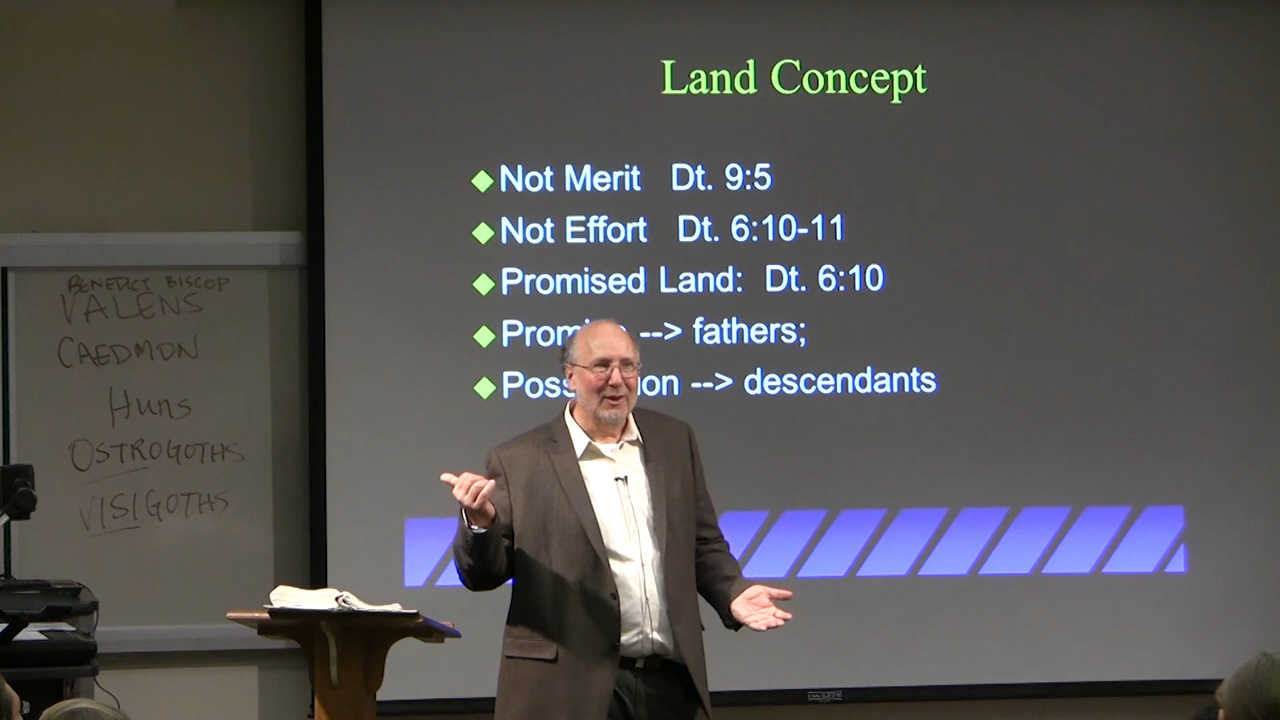 Land Concept
Not Merit Dt. 9:5
Not Effort Dt. 6:10-11
Promised Land: Dt. 6:10
--> fathers;
--> descendants
BENEDICT BISCOP
VALENS
CAEDMON
Huns
OSTROGOTHS
VISIGOTHS